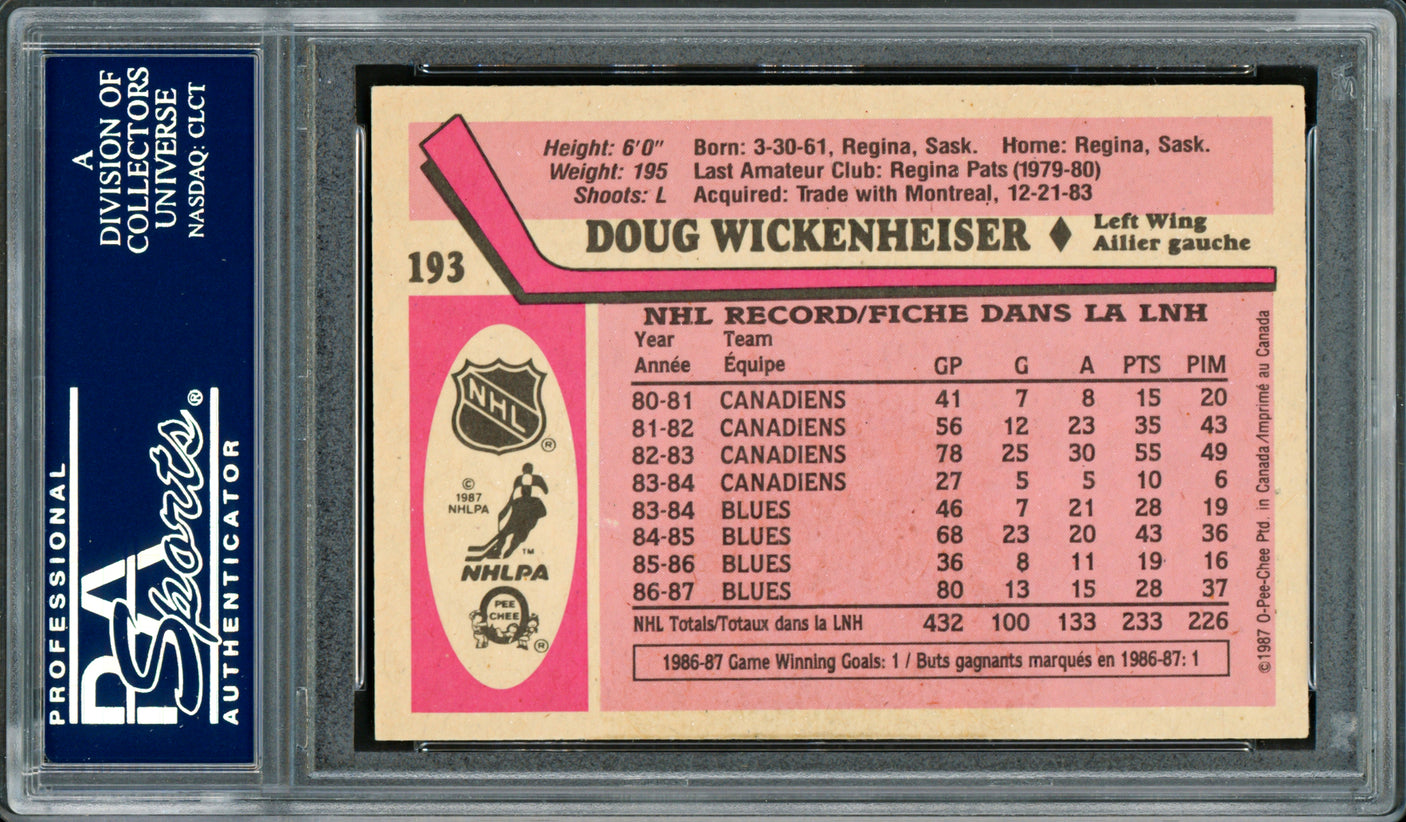 A
DIVISION OF
COLLECTORS
UNIVERSE
NASDAQ: CLCT
PROFESSIONAL
PSA
Sports®
AUTHENTICATOR
Height: 6'0" Born: 3-30-61, Regina, Sask. Home: Regina, Sask.
Weight: 195 Last Amateur Club: Regina Pats (1979-80)
Shoots: L Acquired: Trade with Montreal, 12-21-83
DOUG WICKENHEISER ♦ Left Wing
Ailier gauche
193
NHL RECORD/FICHE DANS LA LNH
Year Team
Année Équipe GP G A PTS PIM
80-81 CANADIENS 41 7 8 15 20
81-82 CANADIENS 56 12 23 35 43
82-83 CANADIENS 78 25 30 55 49
83-84 CANADIENS 27 5 5 10 6
83-84 BLUES 46 7 21 28 19
84-85 BLUES 68 23 20 43 36
85-86 BLUES 36 8 11 19 16
86-87 BLUES 80 13 15 28 37
NHL Totals/Totaux dans la LNH 432 100 133 233 226
1986-87 Game Winning Goals: 1 / Buts gagnants marqués en 1986-87: 1
NHL
®
©
1987
NHLPA
TM
NHLPA
PEE
CHEE
®
©1987 O-Pee-Chee Ptd. in Canada/Imprimé au Canada